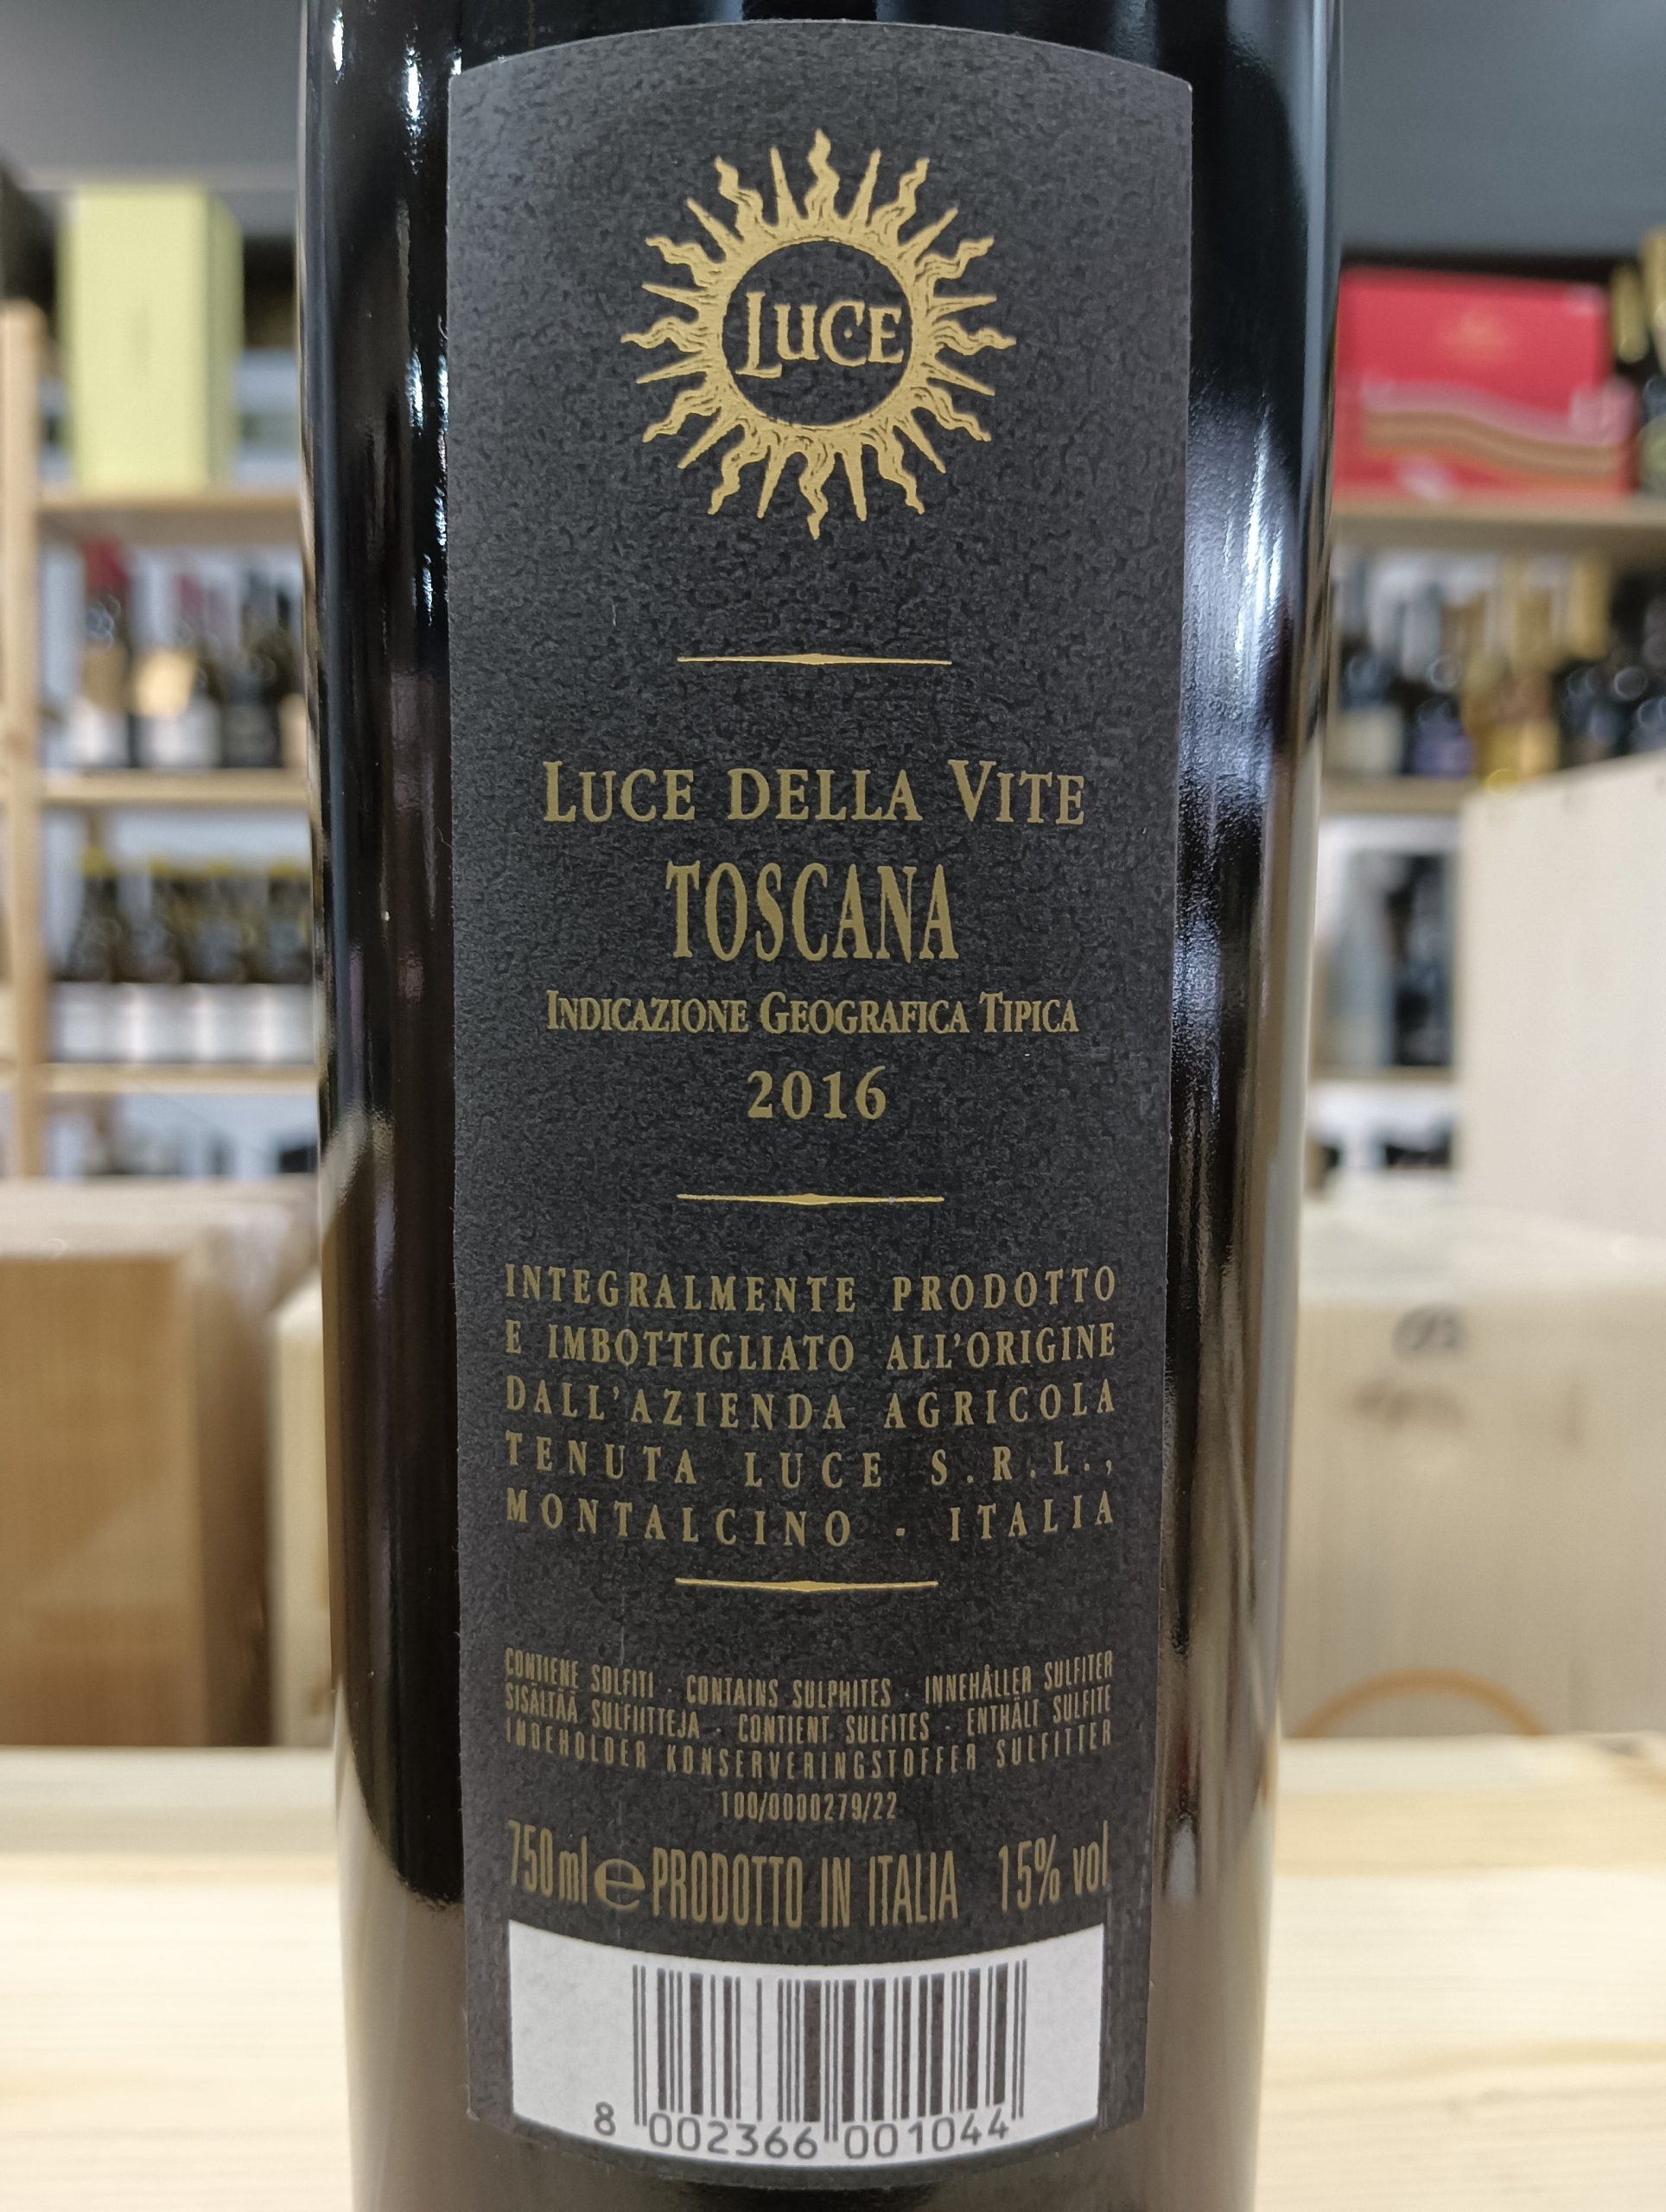 LUCE
LUCE DELLA VITE
TOSCANA
INDICAZIONE GEOGRAFICA TIPICA
2016
INTEGRALMENTE PRODOTTO
E IMBOTTIGLIATO ALL'ORIGINE
DALL'AZIENDA AGRICOLA
TENUTA LUCE S.R.L.,
MONTALCINO - ITALIA
CONTIENE SOLFITI · CONTAINS SULPHITES · INNEHÅLLER SULFITER
SISÄLTÄÄ SULFIITTEJA · CONTIENT SULFITES · ENTHÄLT SULFITE
INDEHOLDER KONSERVERINGSTOFFER SULFITTER
100/0000279/22
750ml e PRODOTTO IN ITALIA 15% vol
8 002366 001044